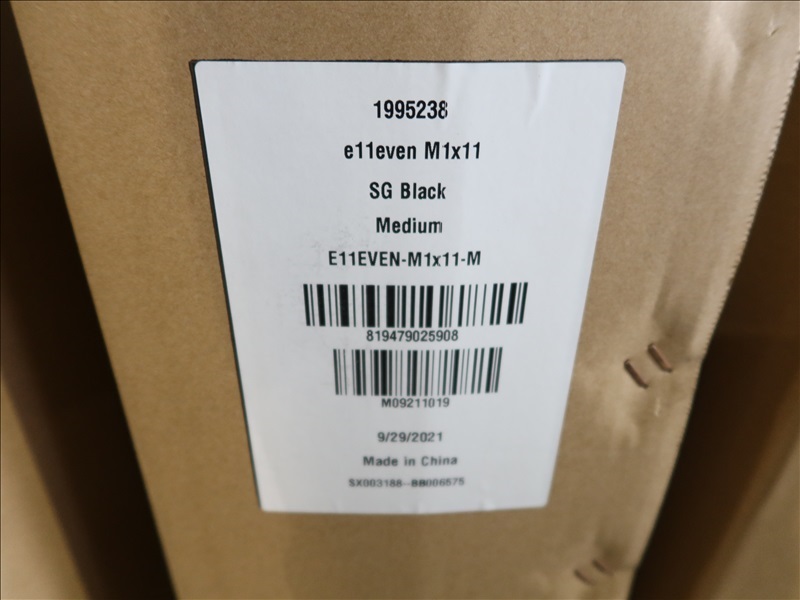 1995238
e11even M1x11
SG Black
Medium
E11EVEN-M1x11-M
819479025908
M09211019
9/29/2021
Made in China
SX003188--BB006575